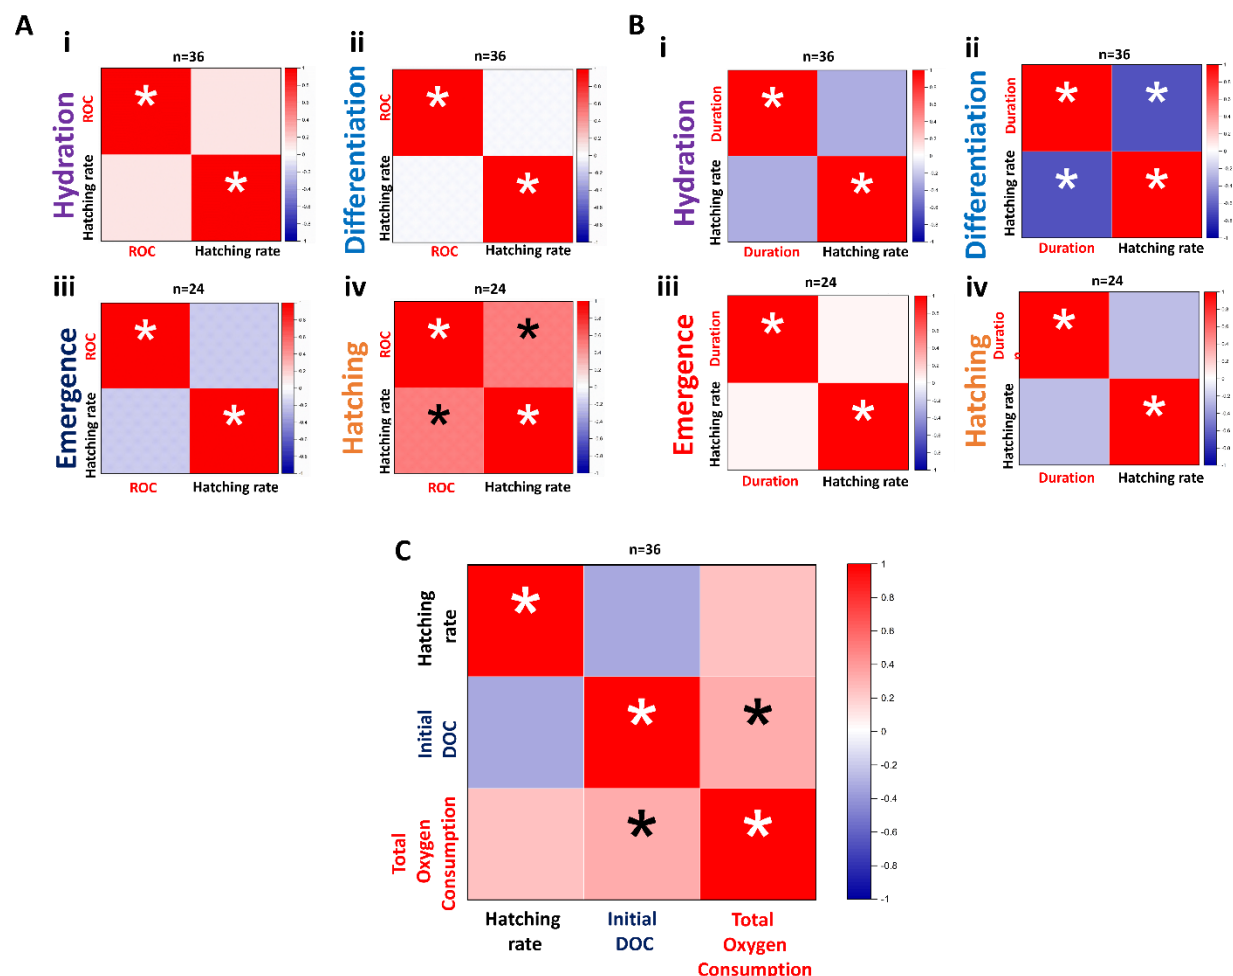 A
i
n=36
Hydration
ROC
Hatching rate
ROC
Hatching rate
ii
n=36
Differentiation
ROC
Hatching rate
ROC
Hatching rate
iii
n=24
Emergence
ROC
Hatching rate
ROC
Hatching rate
iv
n=24
Hatching
ROC
Hatching rate
ROC
Hatching rate
B
i
n=36
Hydration
Duration
Hatching rate
Duration
Hatching rate
ii
n=36
Differentiation
Duration
Hatching rate
Duration
Hatching rate
iii
n=24
Emergence
Duration
Hatching rate
Duration
Hatching rate
iv
n=24
Hatching
Duratio
Hatching rate
Duration
Hatching rate
C
n=36
Hatching
rate
Initial
DOC
Total
Oxygen
Consumption
Hatching
rate
Initial
DOC
Total
Oxygen
Consumption
1
0.8
0.6
0.4
0.2
0
-0.2
-0.4
-0.6
-0.8
-1